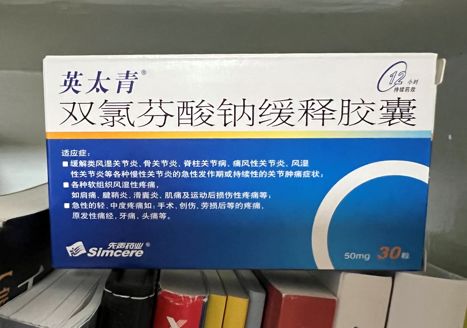 英太青®
12小时
持续药效
双氯芬酸钠缓释胶囊
适应症:
■缓解类风湿关节炎、骨关节炎、脊柱关节病、痛风性关节炎、风湿
性关节炎等各种慢性关节炎的急性发作期或持续性的关节肿痛症状;
■各种软组织风湿性疼痛,
如肩痛、腱鞘炎、滑囊炎、肌痛及运动后损伤性疼痛等;
■急性的轻、中度疼痛如:手术、创伤、劳损后等的疼痛,
原发性痛经,牙痛、头痛等。
先声药业
Simcere
50mg 30粒